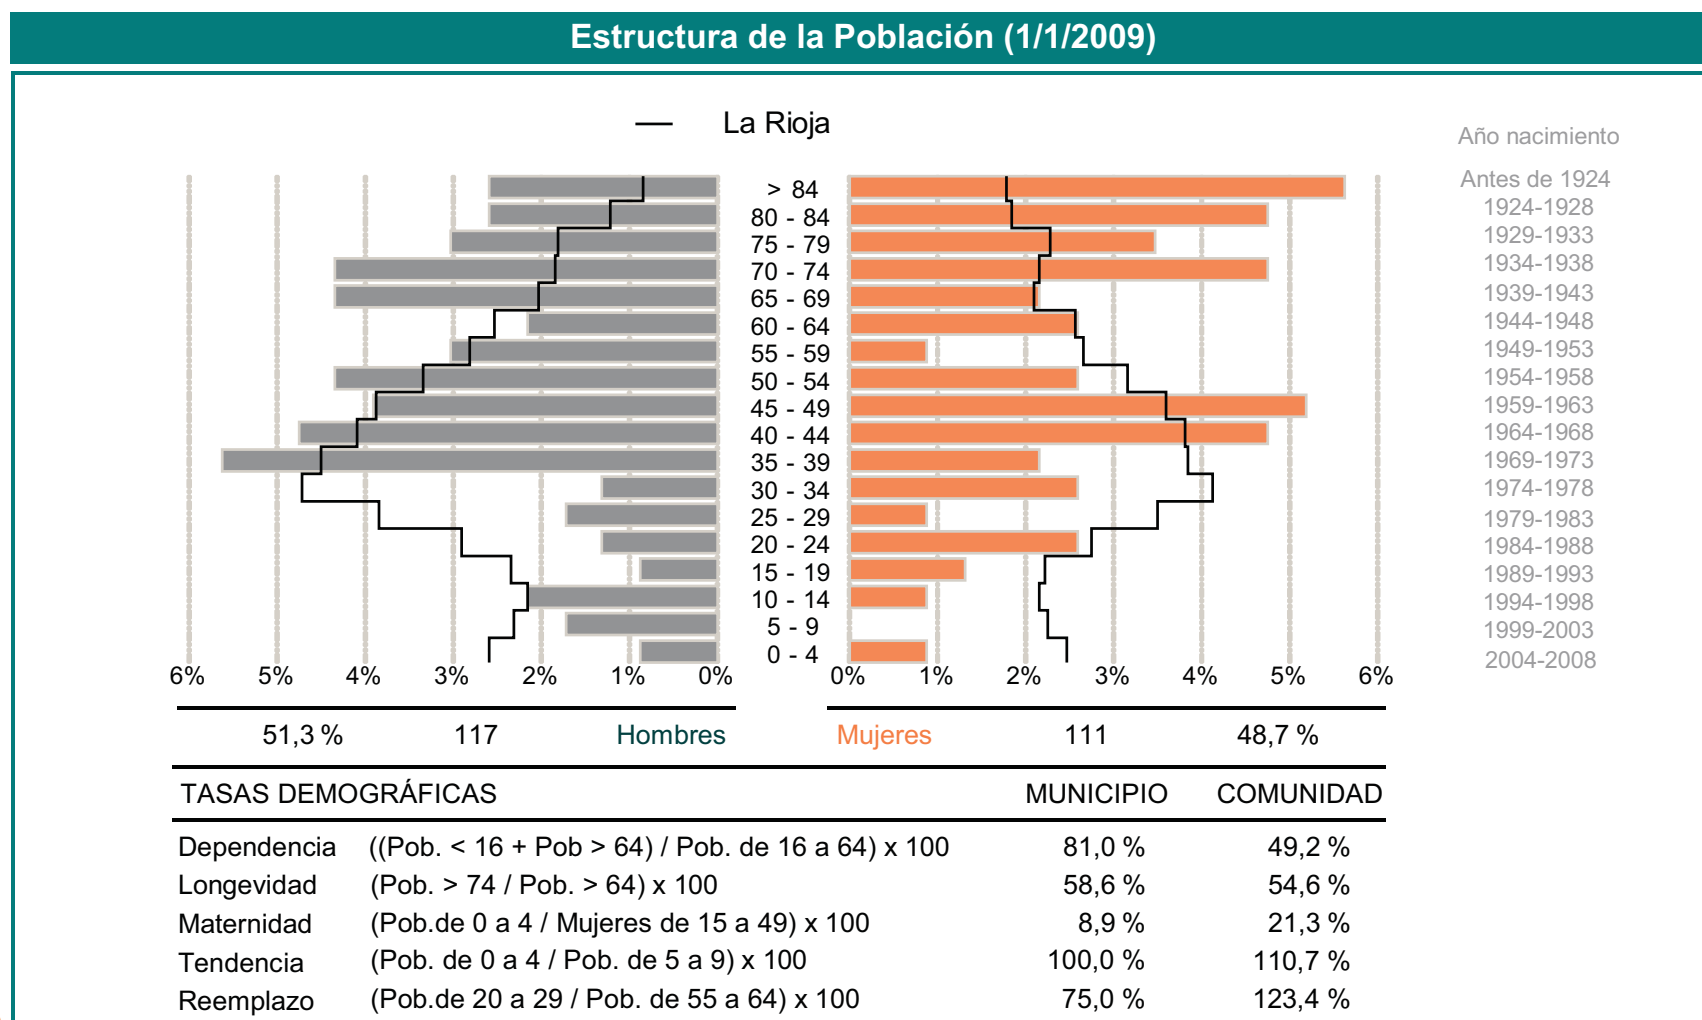 Estructura de la Población (1/1/2009)
La Rioja
Año nacimiento
> 84 Antes de 1924
80 - 84 1924-1928
75 - 79 1929-1933
70 - 74 1934-1938
65 - 69 1939-1943
60 - 64 1944-1948
55 - 59 1949-1953
50 - 54 1954-1958
45 - 49 1959-1963
40 - 44 1964-1968
35 - 39 1969-1973
30 - 34 1974-1978
25 - 29 1979-1983
20 - 24 1984-1988
15 - 19 1989-1993
10 - 14 1994-1998
5 - 9 1999-2003
0 - 4 2004-2008
6% 5% 4% 3% 2% 1% 0% 0% 1% 2% 3% 4% 5% 6%
51,3 % 117 Hombres Mujeres 111 48,7 %
TASAS DEMOGRÁFICAS MUNICIPIO COMUNIDAD
Dependencia ((Pob. < 16 + Pob > 64) / Pob. de 16 a 64) x 100 81,0 % 49,2 %
Longevidad (Pob. > 74 / Pob. > 64) x 100 58,6 % 54,6 %
Maternidad (Pob.de 0 a 4 / Mujeres de 15 a 49) x 100 8,9 % 21,3 %
Tendencia (Pob. de 0 a 4 / Pob. de 5 a 9) x 100 100,0 % 110,7 %
Reemplazo (Pob.de 20 a 29 / Pob. de 55 a 64) x 100 75,0 % 123,4 %